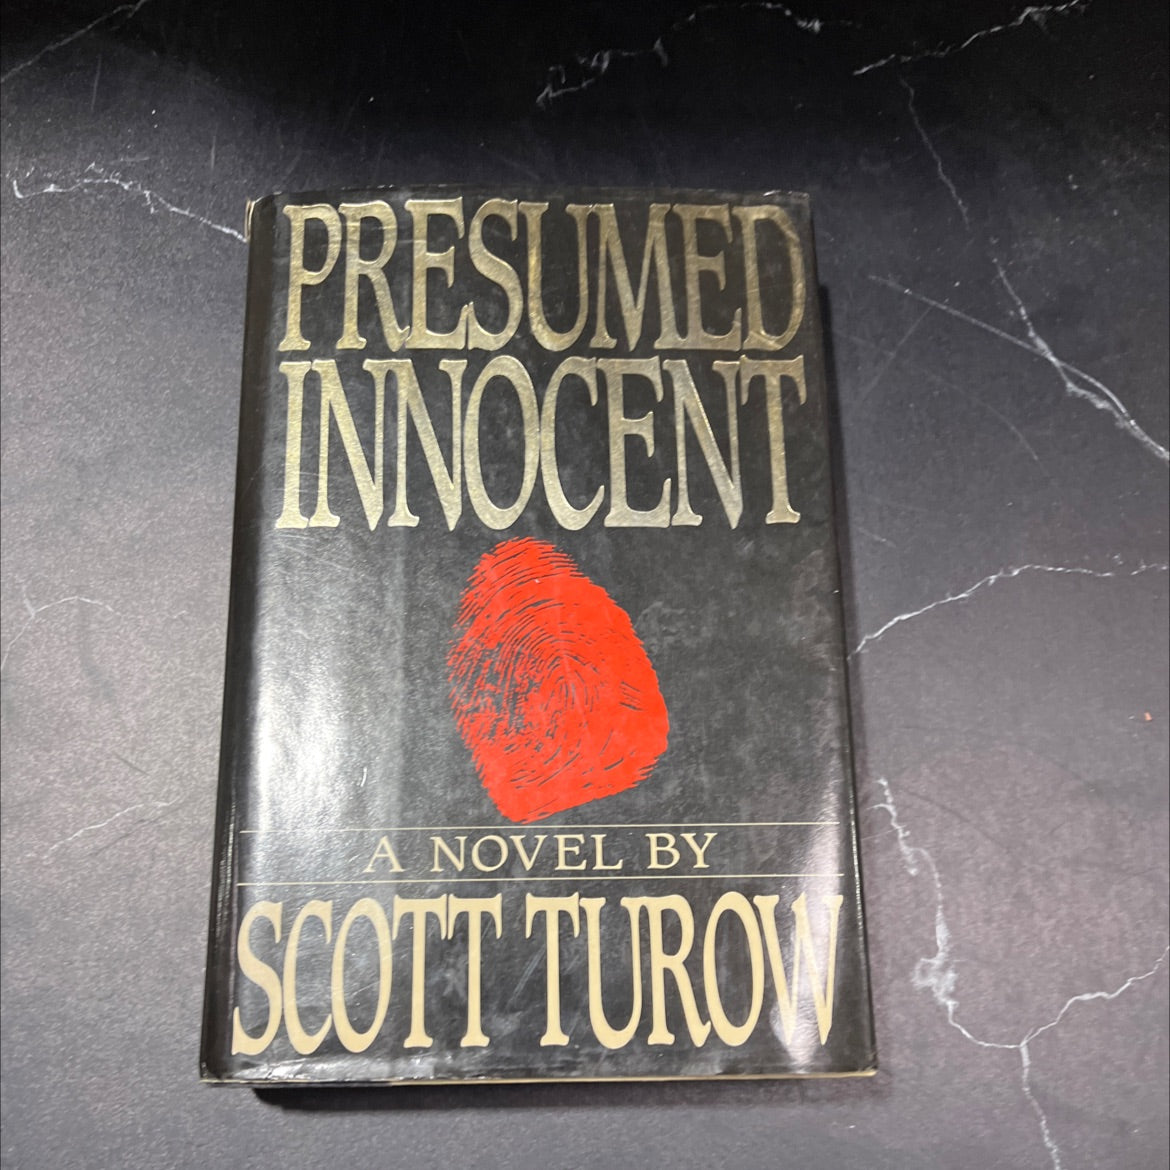 PRESUMED
INNOCENT
A NOVEL BY
SCOTT TUROW